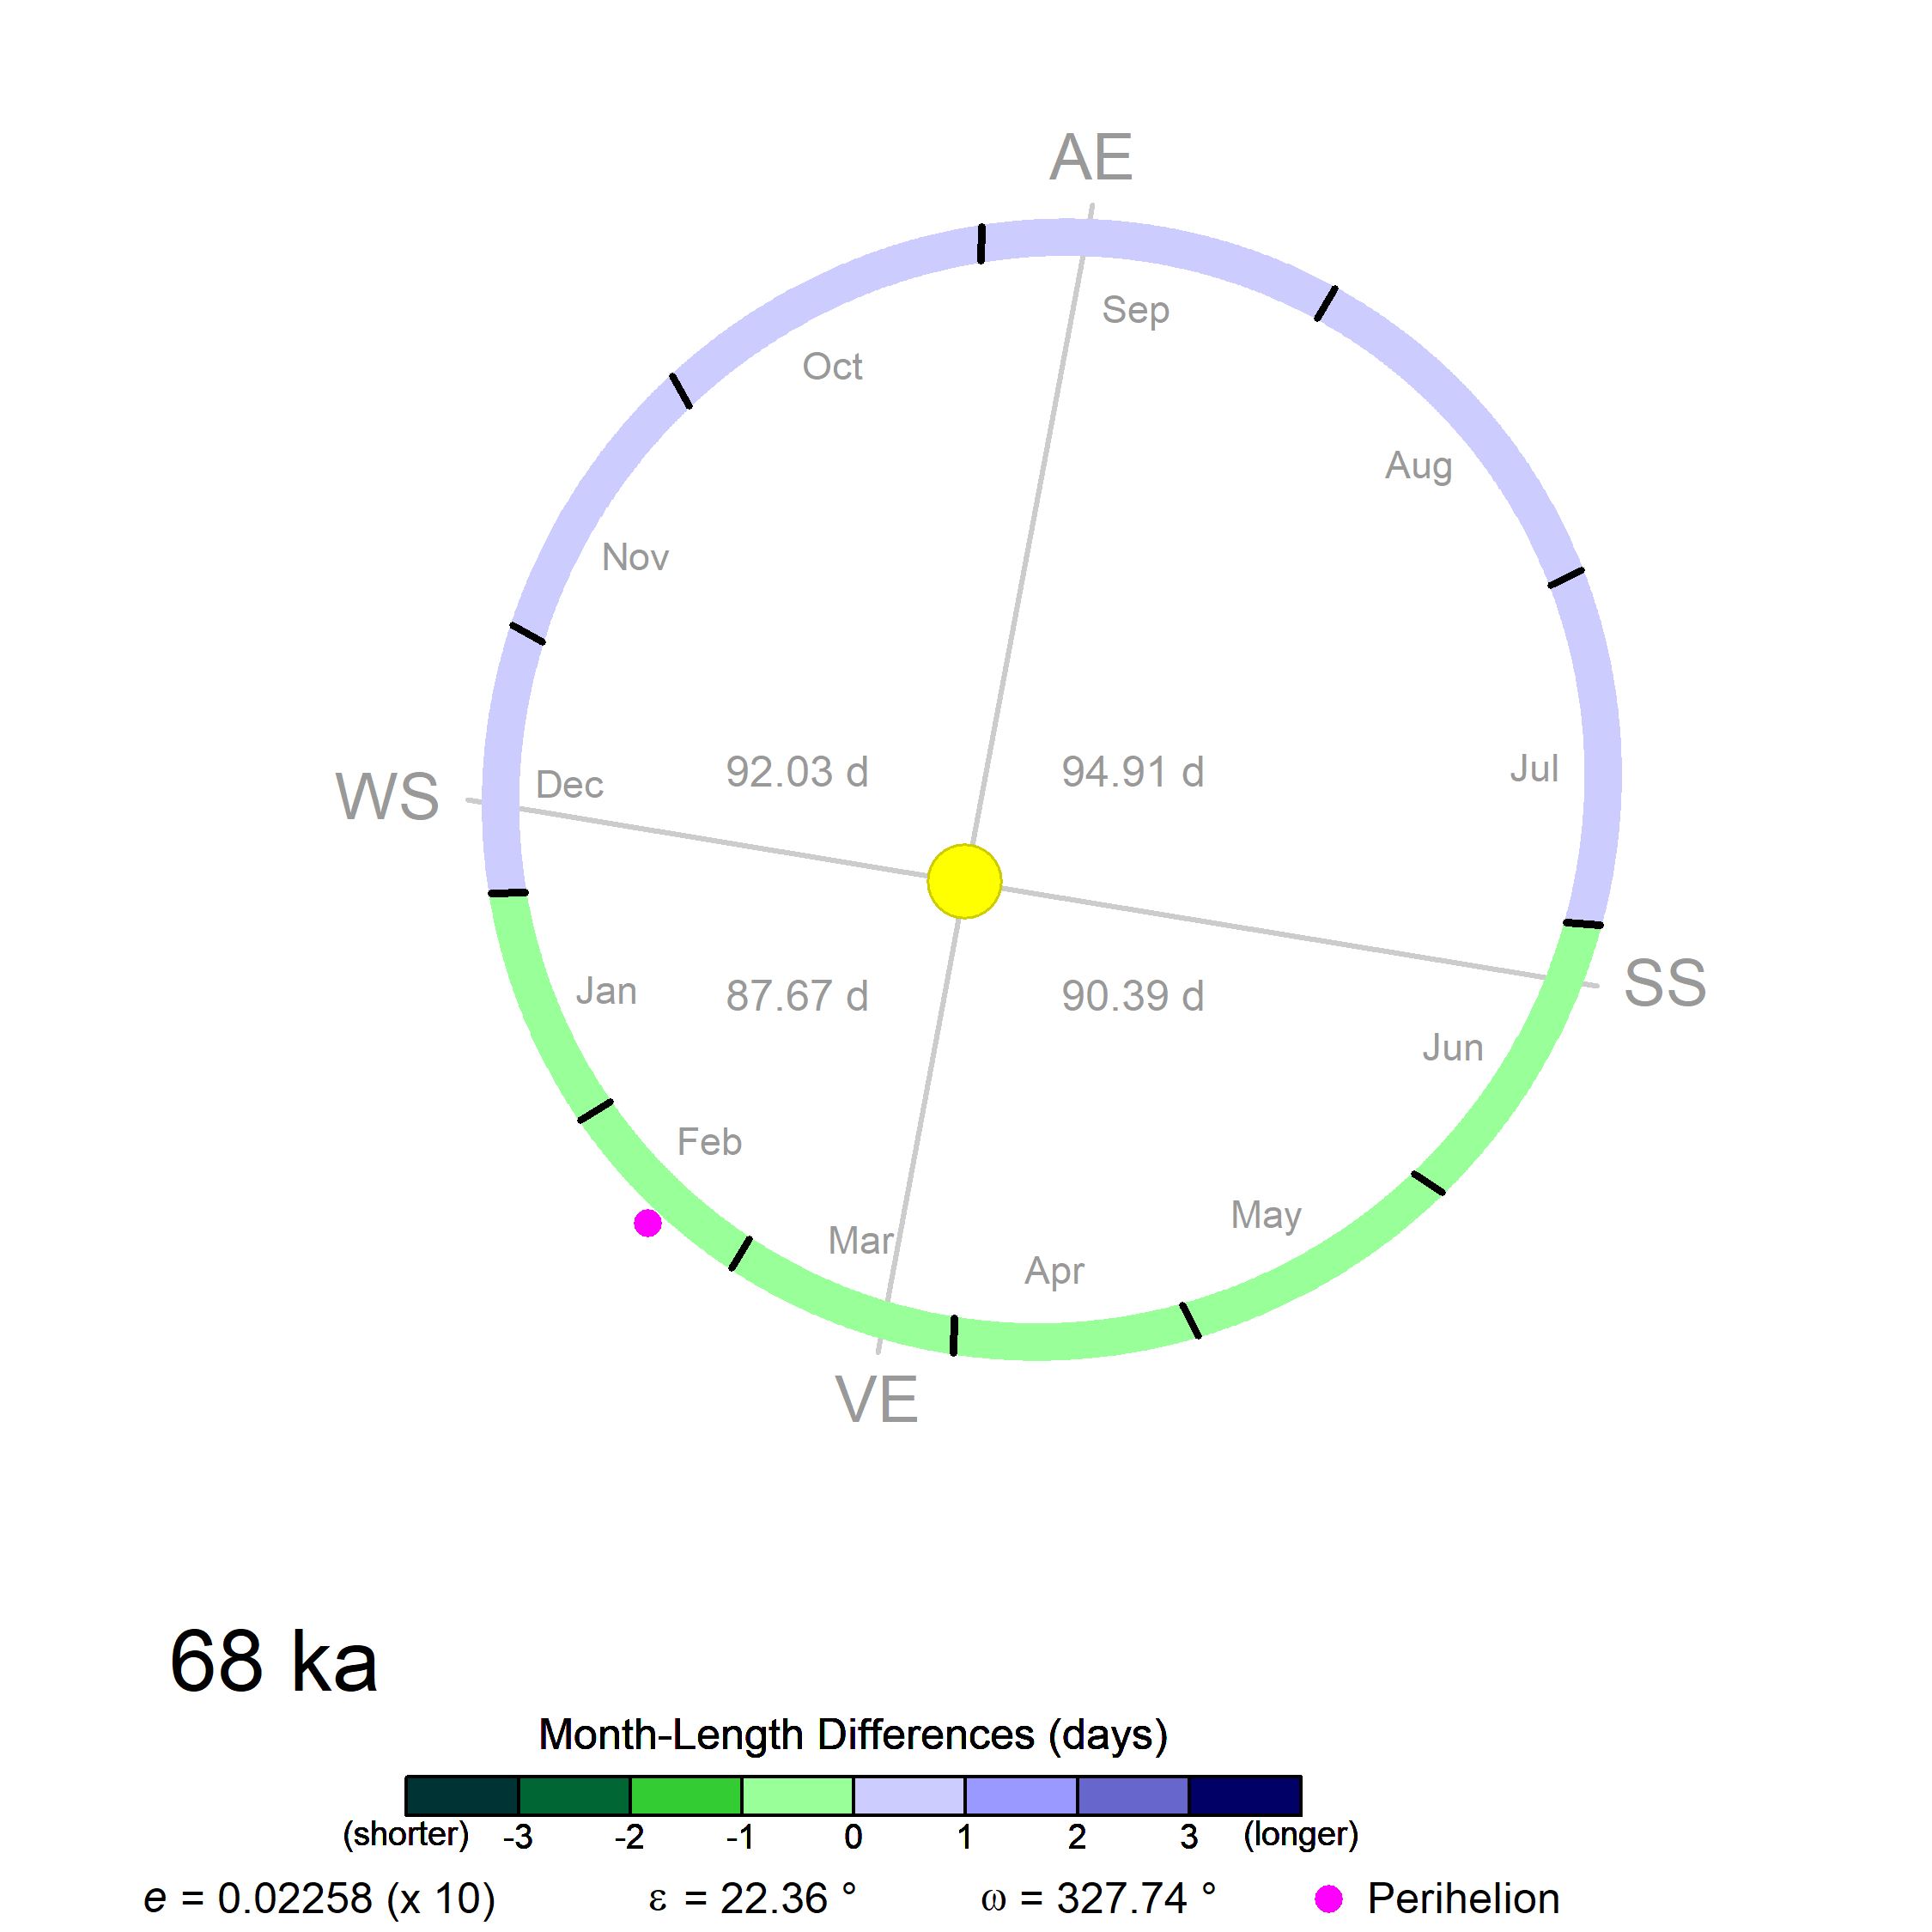 AE
Sep
Oct
Aug
Nov
92.03 d 94.91 d
Jul
WS
Dec
SS
Jan
87.67 d 90.39 d
Jun
Feb
May
Mar
Apr
VE
68 ka
Month-Length Differences (days)
(shorter) -3 -2 -1 0 1 2 3 (longer)
e = 0.02258 (x 10) ε = 22.36 ° ω = 327.74 ° Perihelion